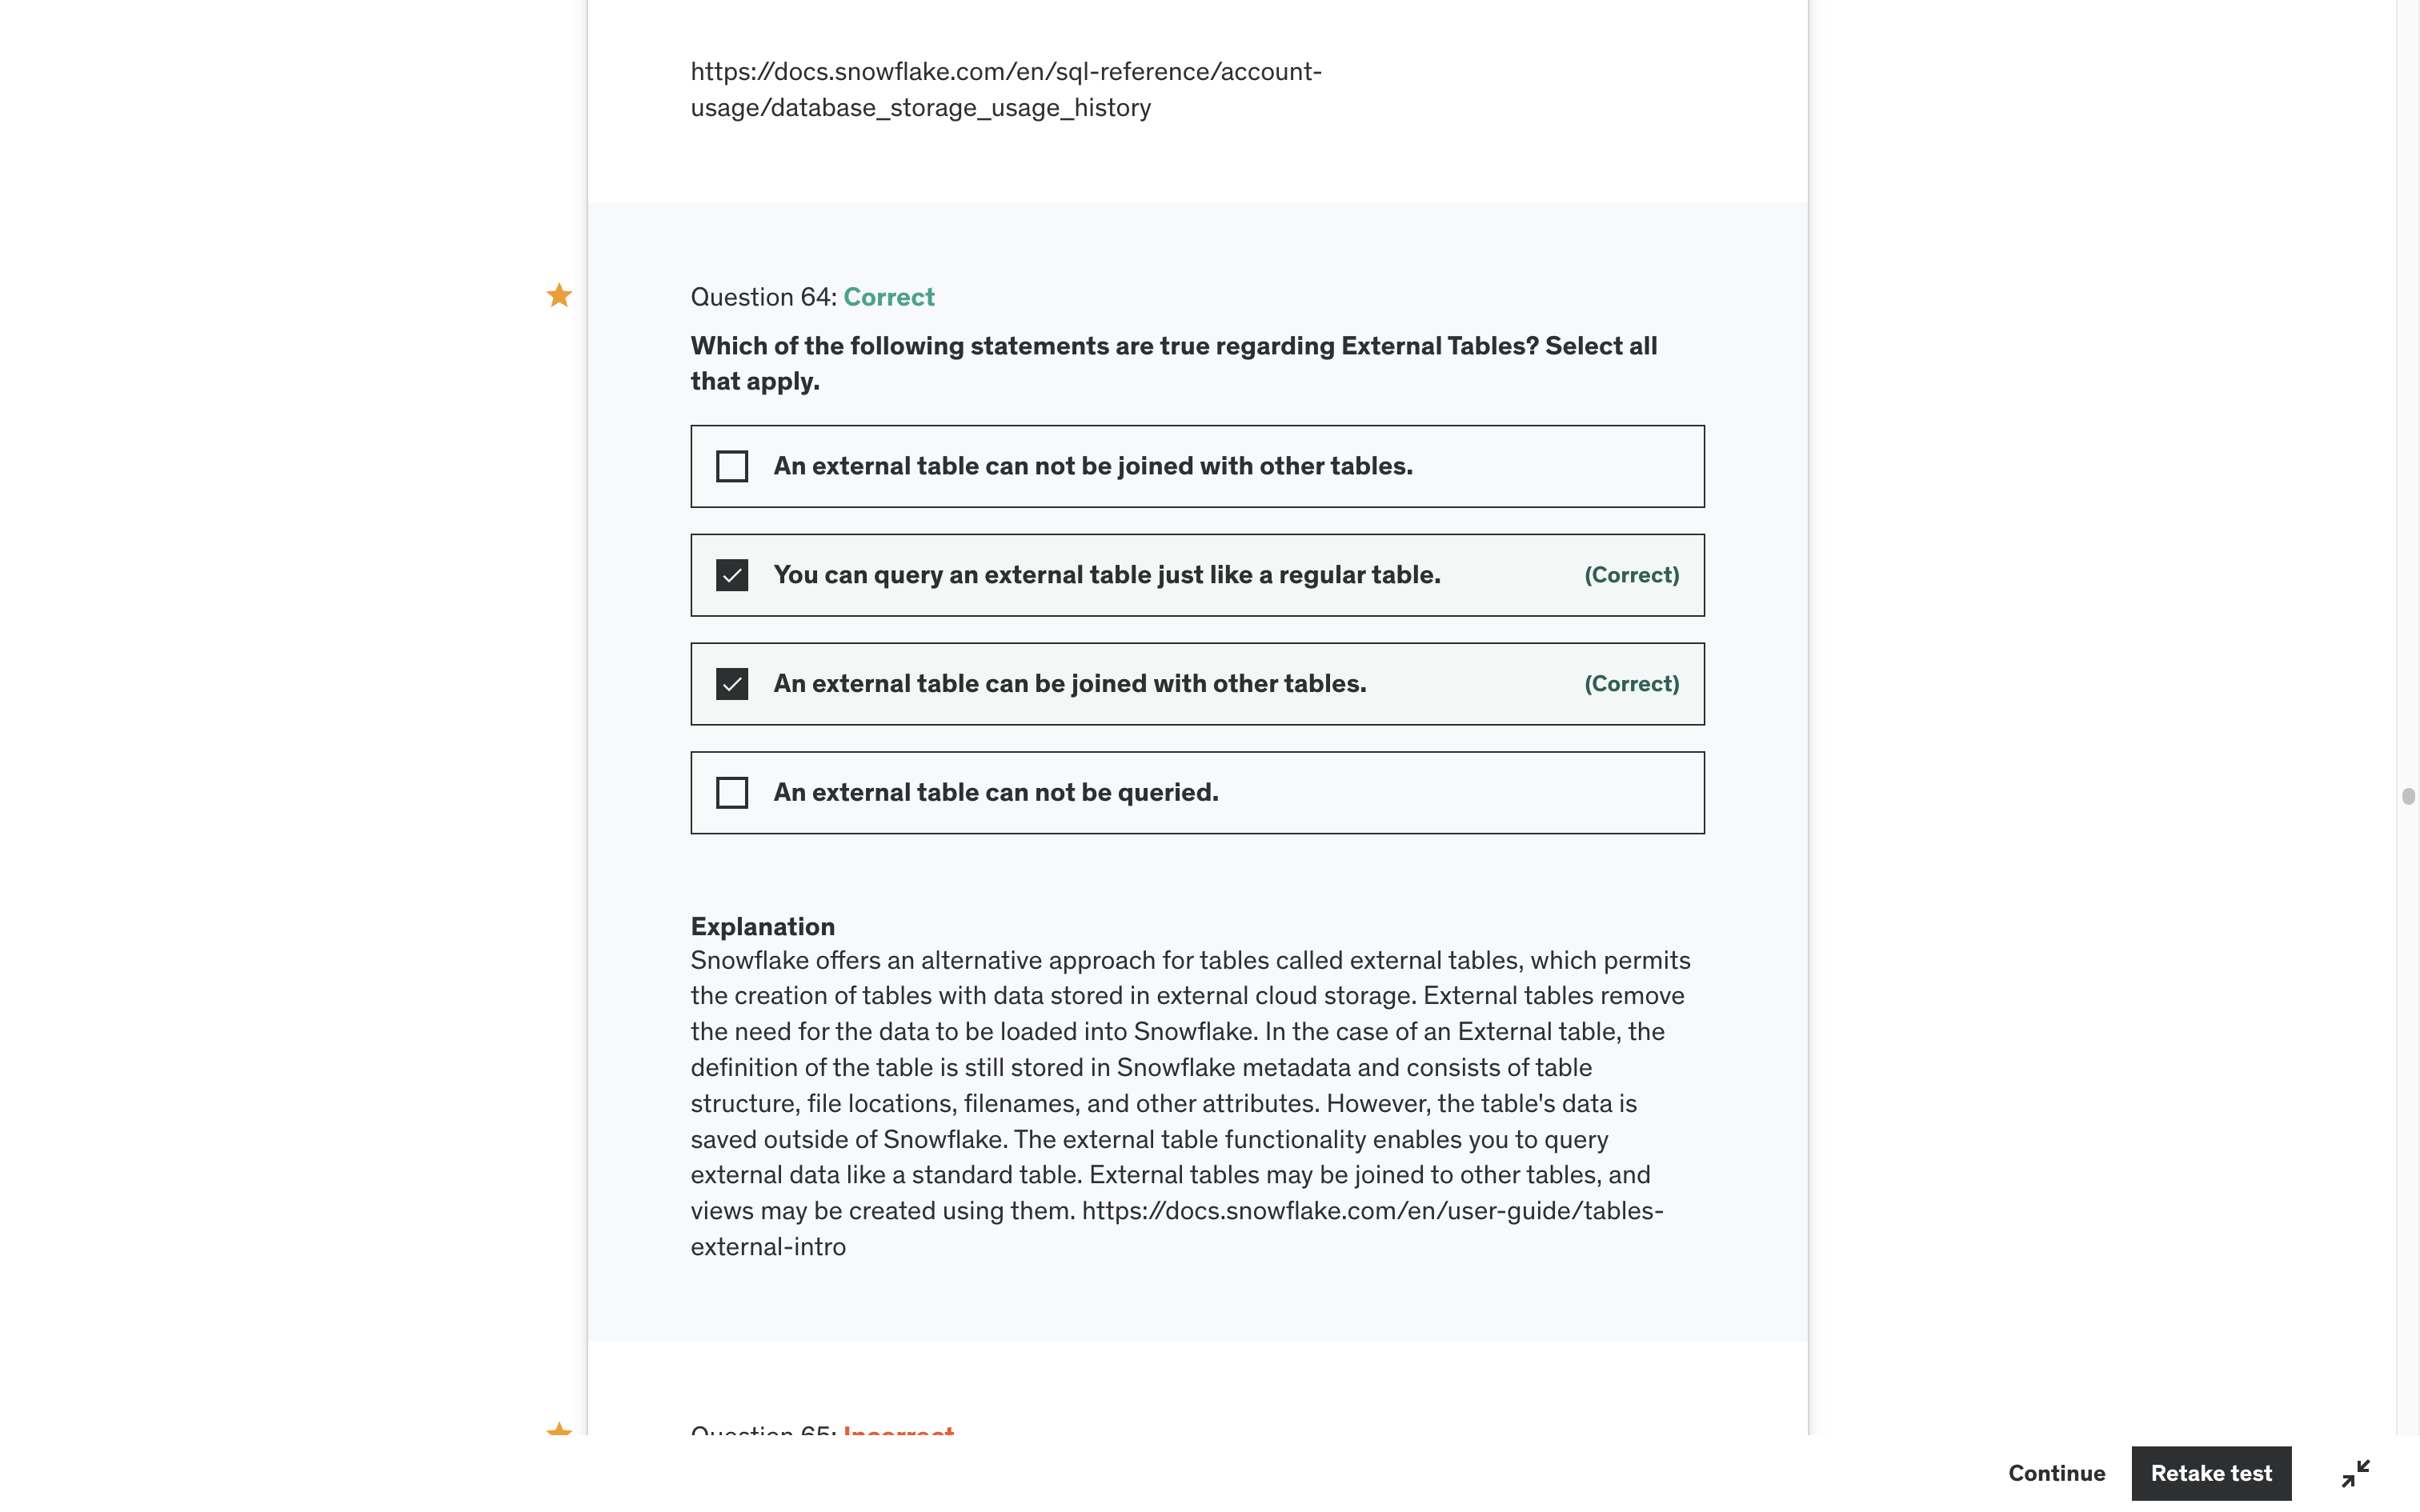 https://docs.snowflake.com/en/sql-reference/account-
usage/database_storage_usage_history
Question 64: Correct
Which of the following statements are true regarding External Tables? Select all
that apply.
An external table can not be joined with other tables.
You can query an external table just like a regular table. (Correct)
An external table can be joined with other tables. (Correct)
An external table can not be queried.
Explanation
Snowflake offers an alternative approach for tables called external tables, which permits
the creation of tables with data stored in external cloud storage. External tables remove
the need for the data to be loaded into Snowflake. In the case of an External table, the
definition of the table is still stored in Snowflake metadata and consists of table
structure, file locations, filenames, and other attributes. However, the table's data is
saved outside of Snowflake. The external table functionality enables you to query
external data like a standard table. External tables may be joined to other tables, and
views may be created using them. https://docs.snowflake.com/en/user-guide/tables-
external-intro
Question 65: Incorrect
Continue
Retake test